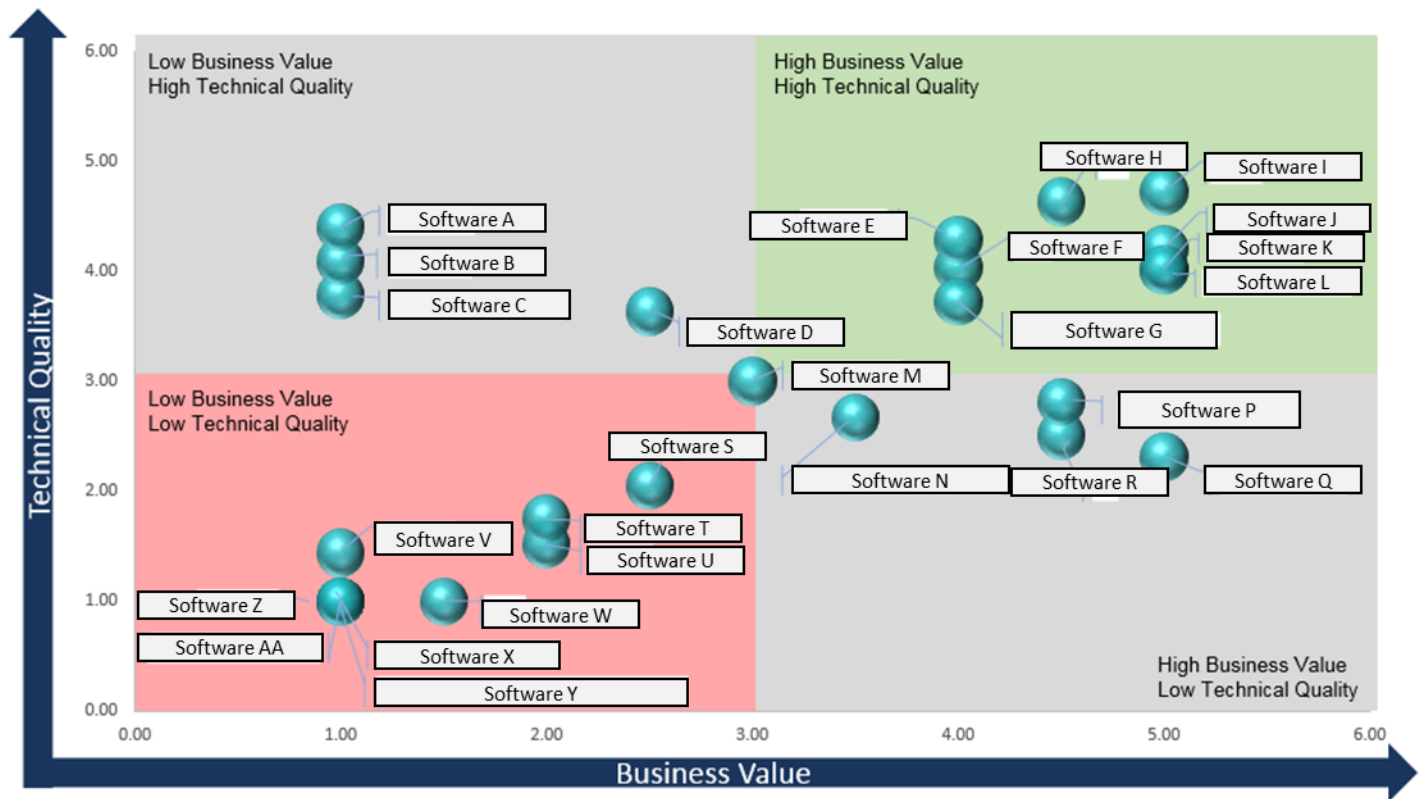 6.00
Low Business Value
High Technical Quality
High Business Value
High Technical Quality
5.00
Software H
Software I
Software A
Software E
Software J
Software F
Software K
Software B
4.00
Software L
Software C
Software D
Software G
3.00
Software M
Low Business Value
Low Technical Quality
Software P
Software S
2.00
Software N
Software R
Software Q
Software V
Software T
Software U
1.00
Software Z
Software W
Software AA
Software X
Software Y
High Business Value
Low Technical Quality
0.00
0.00 1.00 2.00 3.00 4.00 5.00 6.00
Technical Quality
Business Value